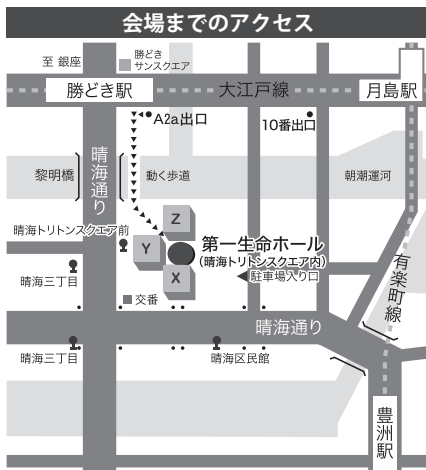 会場までのアクセス
至 銀座
勝どき
サンスクエア
勝どき駅
大江戸線
月島駅
A2a出口
10番出口
晴海通り
黎明橋
動く歩道
朝潮運河
Z
晴海トリトンスクエア前
Y
第一生命ホール
(晴海トリトンスクエア内)
X
駐車場入り口
晴海三丁目
交番
有楽町線
晴海通り
晴海三丁目
晴海区民館
豊洲駅